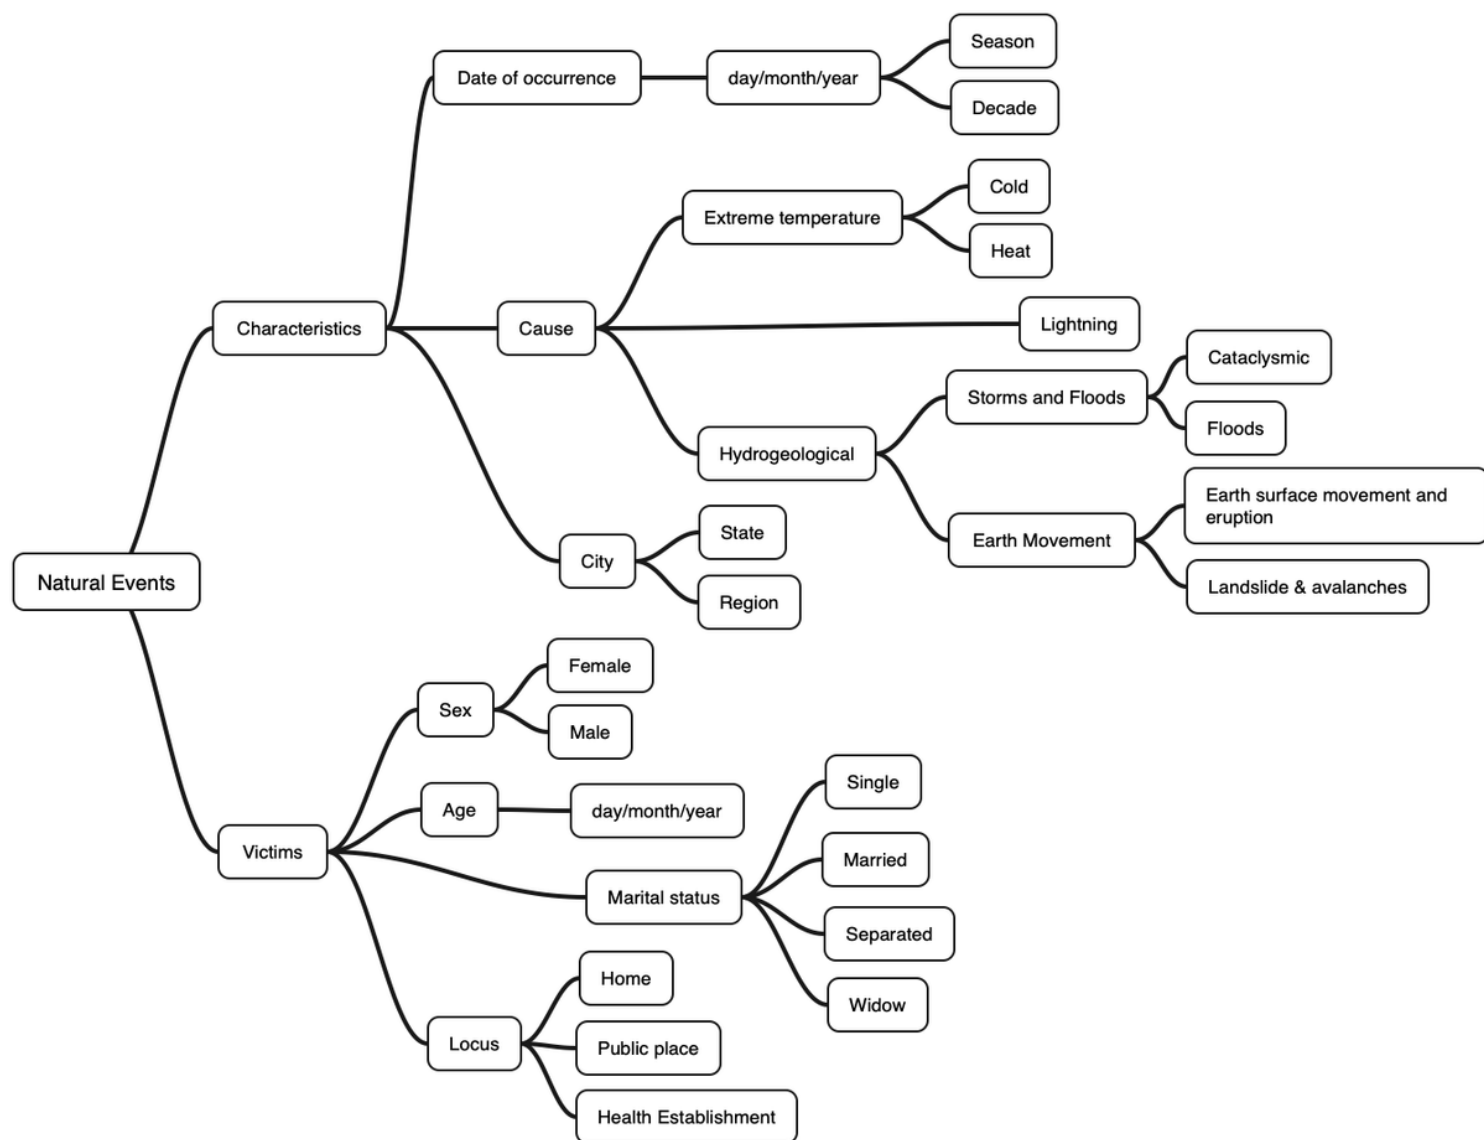 Natural Events
Characteristics
Date of occurrence
day/month/year
Season
Decade
Cause
Extreme temperature
Cold
Heat
Lightning
Hydrogeological
Storms and Floods
Cataclysmic
Floods
Earth Movement
Earth surface movement and
eruption
Landslide & avalanches
City
State
Region
Victims
Sex
Female
Male
Age
day/month/year
Marital status
Single
Married
Separated
Widow
Locus
Home
Public place
Health Establishment